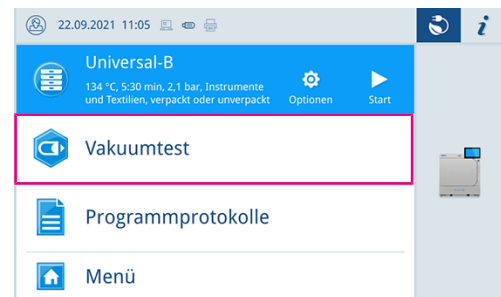 22.09.2021 11:05
i
Universal-B
134 °C, 5:30 min, 2,1 bar, Instrumente
und Textilien, verpackt oder unverpackt
Optionen
Start
Vakuumtest
Programmprotokolle
Menü